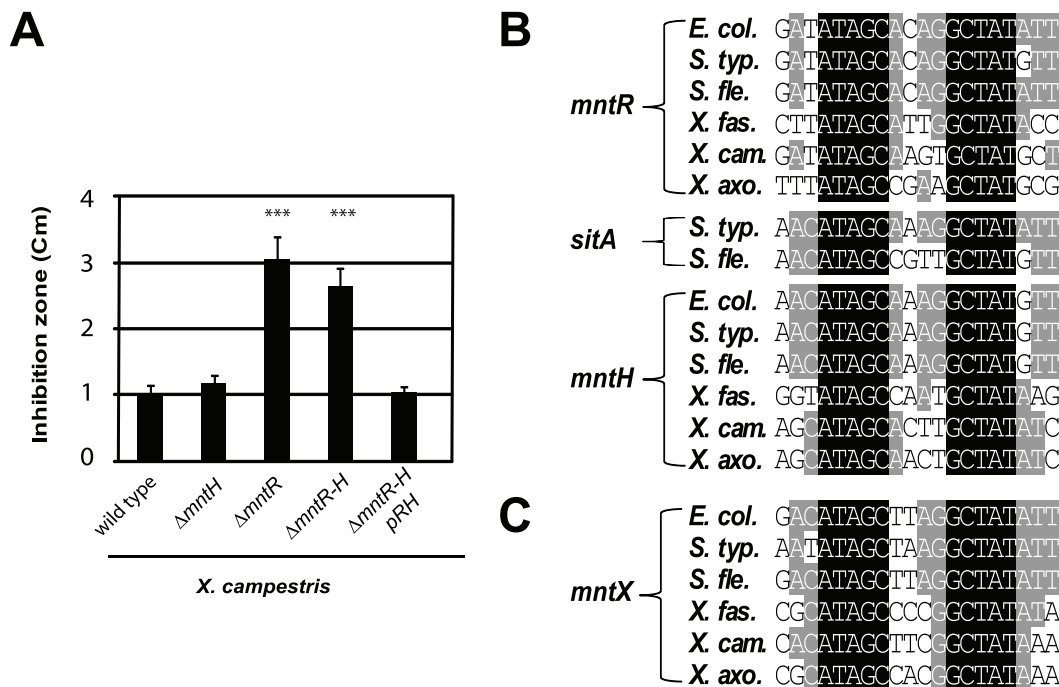 A
Inhibition zone (Cm)
4
3
2
1
0
***
***
wild type
ΔmntH
ΔmntR
ΔmntR-H
ΔmntR-H
pRH
X. campestris
B
mntR
E. col. GATATAGCACAGGCTATATT
S. typ. GATATAGCACAGGCTATGTT
S. fle. GATATAGCACAGGCTATATT
X. fas. CTTATAGCATTGGCTATACC
X. cam. GATATAGCAAGTGCTATGCT
X. axo. TTTATAGCCGAAGCTATGCG
sitA
S. typ. AACATAGCAAAGGCTATATT
S. fle. AACATAGCCGTTGCTATGTT
mntH
E. col. AACATAGCAAAGGCTATGTT
S. typ. AACATAGCAAAGGCTATGTT
S. fle. AACATAGCAAAGGCTATGTT
X. fas. GGTATAGCCAATGCTATAAG
X. cam. AGCATAGCACTTGCTATATC
X. axo. AGCATAGCAACTGCTATATC
C
mntX
E. col. GACATAGCTTAGGCTATATT
S. typ. AATATAGCTAAGGCTATATT
S. fle. GACATAGCTTAGGCTATATT
X. fas. CGCATAGCCCCGGCTATATA
X. cam. CACATAGCTTCGGCTATAAA
X. axo. CGCATAGCCACGGCTATAAA